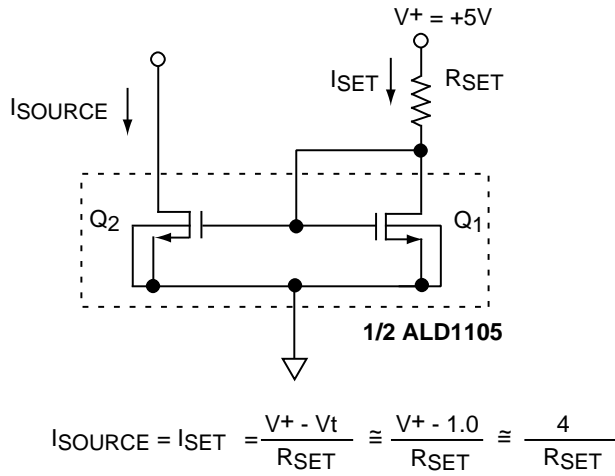 V+ = +5V
ISET
RSET
ISOURCE
Q2
Q1
1/2 ALD1105
ISOURCE = ISET = V+ - Vt / RSET ≅ V+ - 1.0 / RSET ≅ 4 / RSET